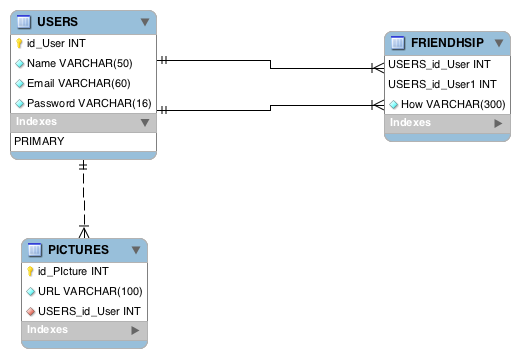 USERS
id_User INT
Name VARCHAR(50)
Email VARCHAR(60)
Password VARCHAR(16)
Indexes
PRIMARY
FRIENDHSIP
USERS_id_User INT
USERS_id_User1 INT
How VARCHAR(300)
Indexes
PICTURES
id_PIcture INT
URL VARCHAR(100)
USERS_id_User INT
Indexes